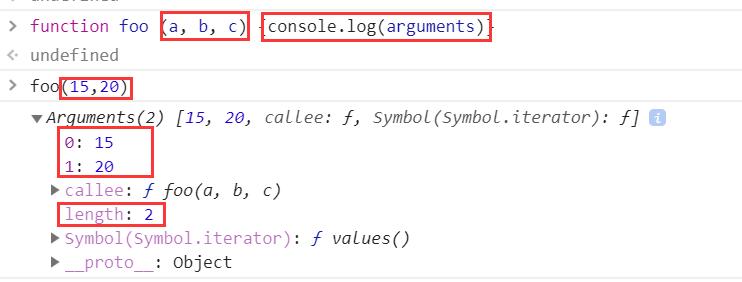 undefined
> function foo (a, b, c) {console.log(arguments)}
< undefined
> foo(15,20)
▼Arguments(2) [15, 20, callee: ƒ, Symbol(Symbol.iterator): ƒ] i
0: 15
1: 20
▶callee: ƒ foo(a, b, c)
length: 2
▶Symbol(Symbol.iterator): ƒ values()
▶__proto__: Object